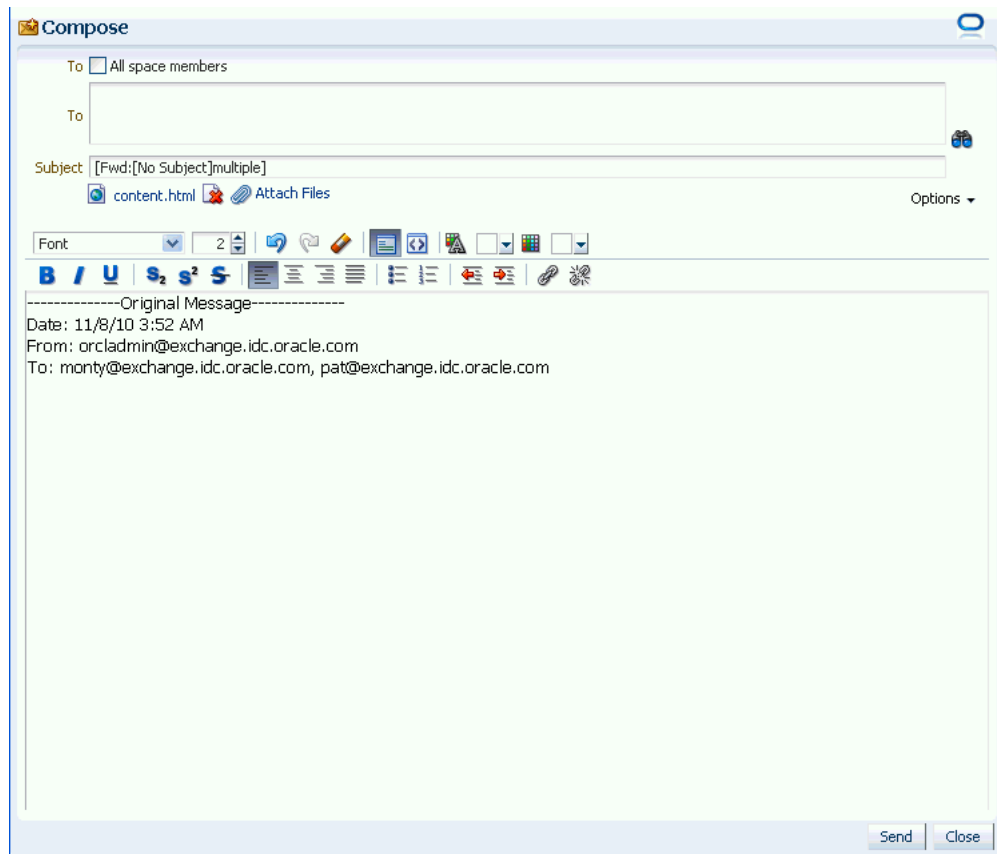 Compose
To All space members
To
Subject [Fwd:[No Subject]multiple]
content.html Attach Files
Options
Font 2
B I U S2 S2 S
--------------Original Message--------------
Date: 11/8/10 3:52 AM
From: orcladmin@exchange.idc.oracle.com
To: monty@exchange.idc.oracle.com, pat@exchange.idc.oracle.com
Send Close